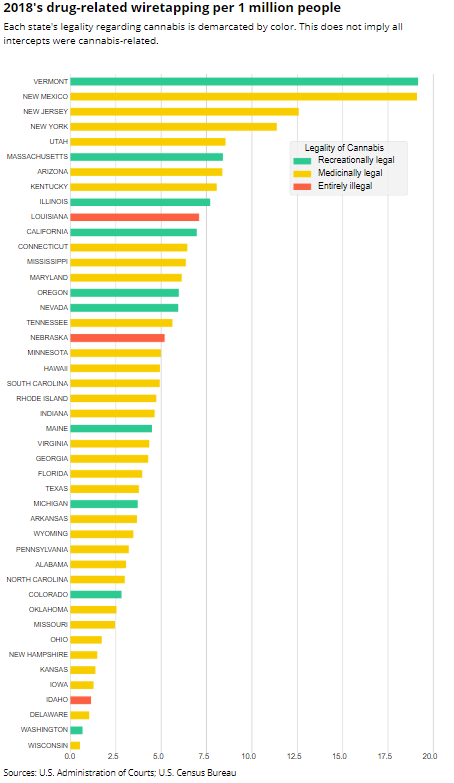 2018's drug-related wiretapping per 1 million people
Each state's legality regarding cannabis is demarcated by color. This does not imply all
intercepts were cannabis-related.
VERMONT
NEW MEXICO
NEW JERSEY
NEW YORK
UTAH
MASSACHUSETTS
ARIZONA
KENTUCKY
ILLINOIS
LOUISIANA
CALIFORNIA
CONNECTICUT
MISSISSIPPI
MARYLAND
OREGON
NEVADA
TENNESSEE
NEBRASKA
MINNESOTA
HAWAII
SOUTH CAROLINA
RHODE ISLAND
INDIANA
MAINE
VIRGINIA
GEORGIA
FLORIDA
TEXAS
MICHIGAN
ARKANSAS
WYOMING
PENNSYLVANIA
ALABAMA
NORTH CAROLINA
COLORADO
OKLAHOMA
MISSOURI
OHIO
NEW HAMPSHIRE
KANSAS
IOWA
IDAHO
DELAWARE
WASHINGTON
WISCONSIN
Legality of Cannabis
Recreationally legal
Medicinally legal
Entirely illegal
0.0 2.5 5.0 7.5 10.0 12.5 15.0 17.5 20.0
Sources: U.S. Administration of Courts; U.S. Census Bureau